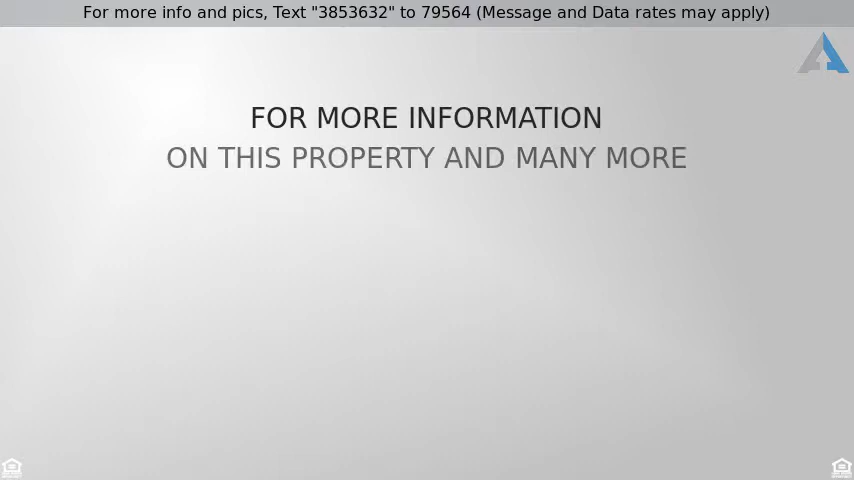 For more info and pics, Text "3853632" to 79564 (Message and Data rates may apply)
FOR MORE INFORMATION
ON THIS PROPERTY AND MANY MORE